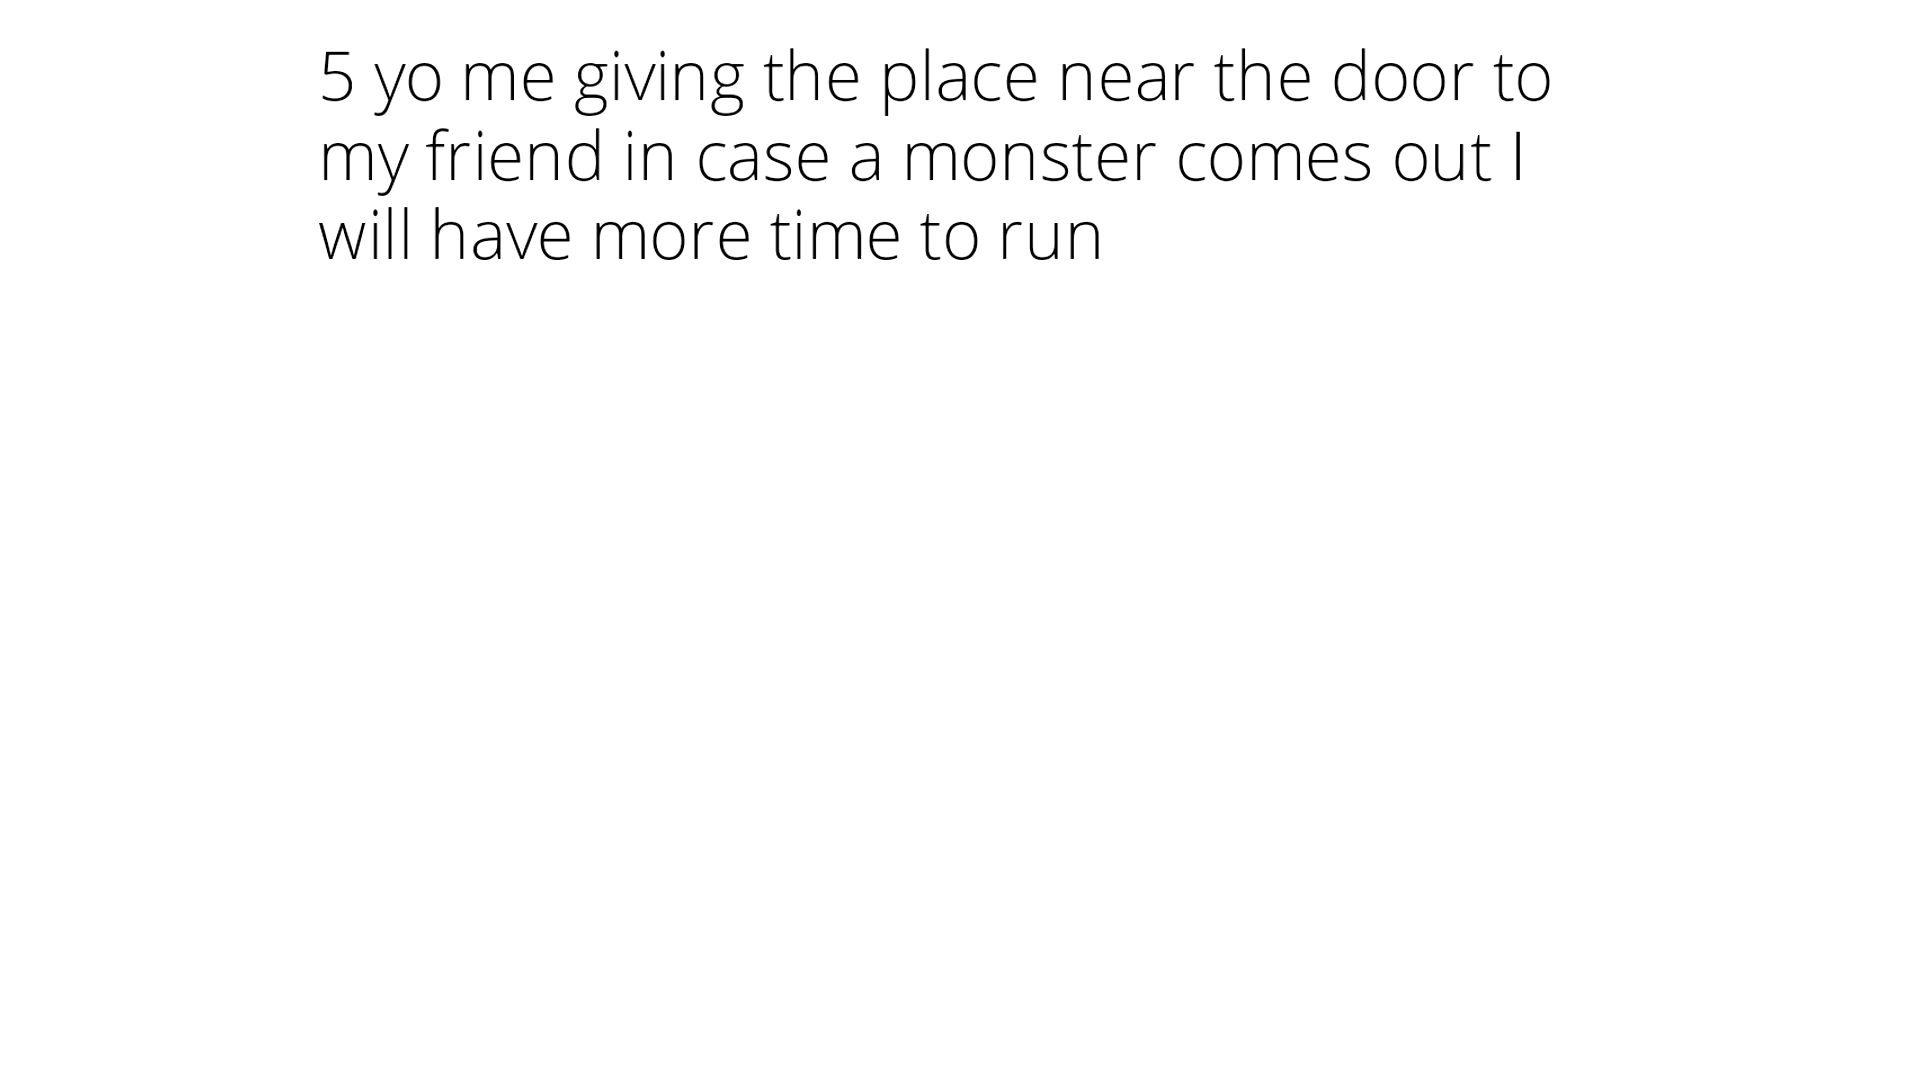 5 yo me giving the place near the door to
my friend in case a monster comes out I
will have more time to run